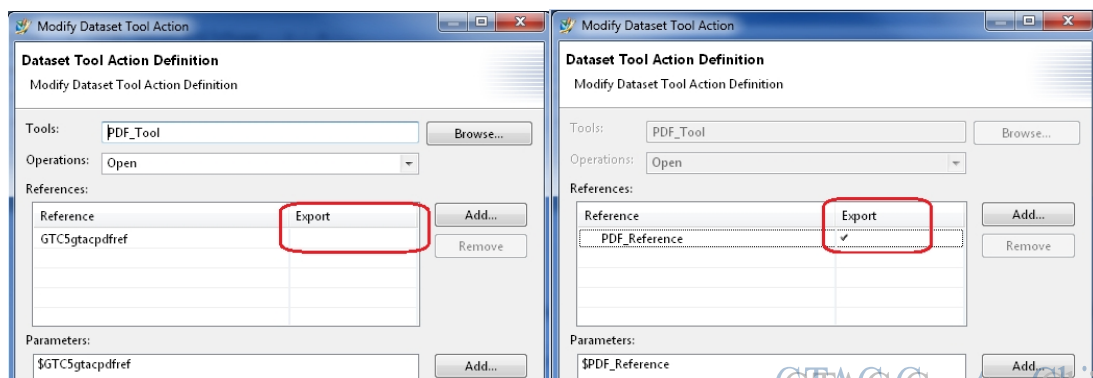 Modify Dataset Tool Action
Dataset Tool Action Definition
Modify Dataset Tool Action Definition
Tools:
PDF_Tool
Browse...
Operations:
Open
References:
Reference
Export
Add...
GTC5gtacpdfref
Remove
Parameters:
$GTC5gtacpdfref
Add...
Modify Dataset Tool Action
Dataset Tool Action Definition
Modify Dataset Tool Action Definition
Tools:
PDF_Tool
Browse...
Operations:
Open
References:
Reference
Export
Add...
PDF_Reference
✔
Remove
Parameters:
$PDF_Reference
Add...